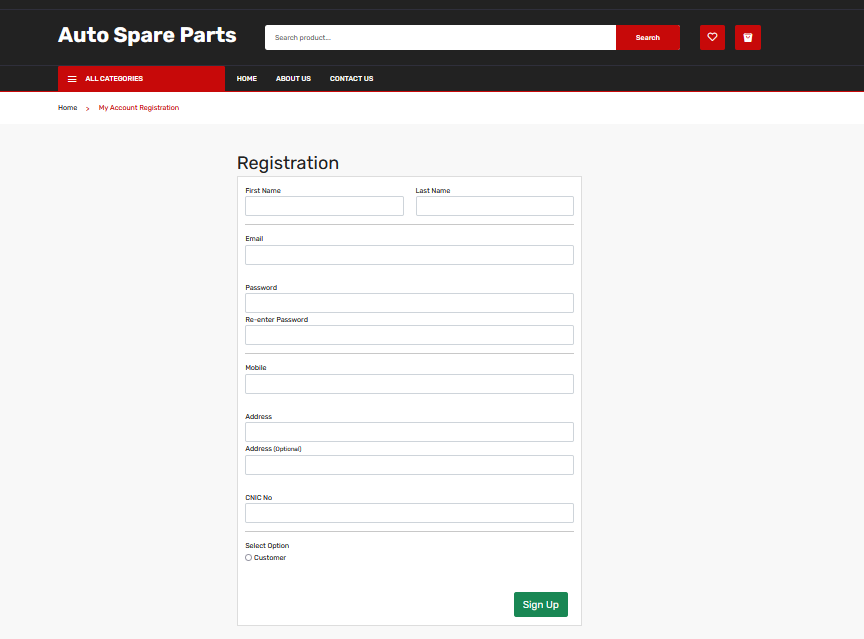 Auto Spare Parts
Search product...
Search
ALL CATEGORIES
HOME
ABOUT US
CONTACT US
Home > My Account Registration
Registration
First Name
Last Name
Email
Password
Re-enter Password
Mobile
Address
Address (Optional)
CNIC No
Select Option
Customer
Sign Up